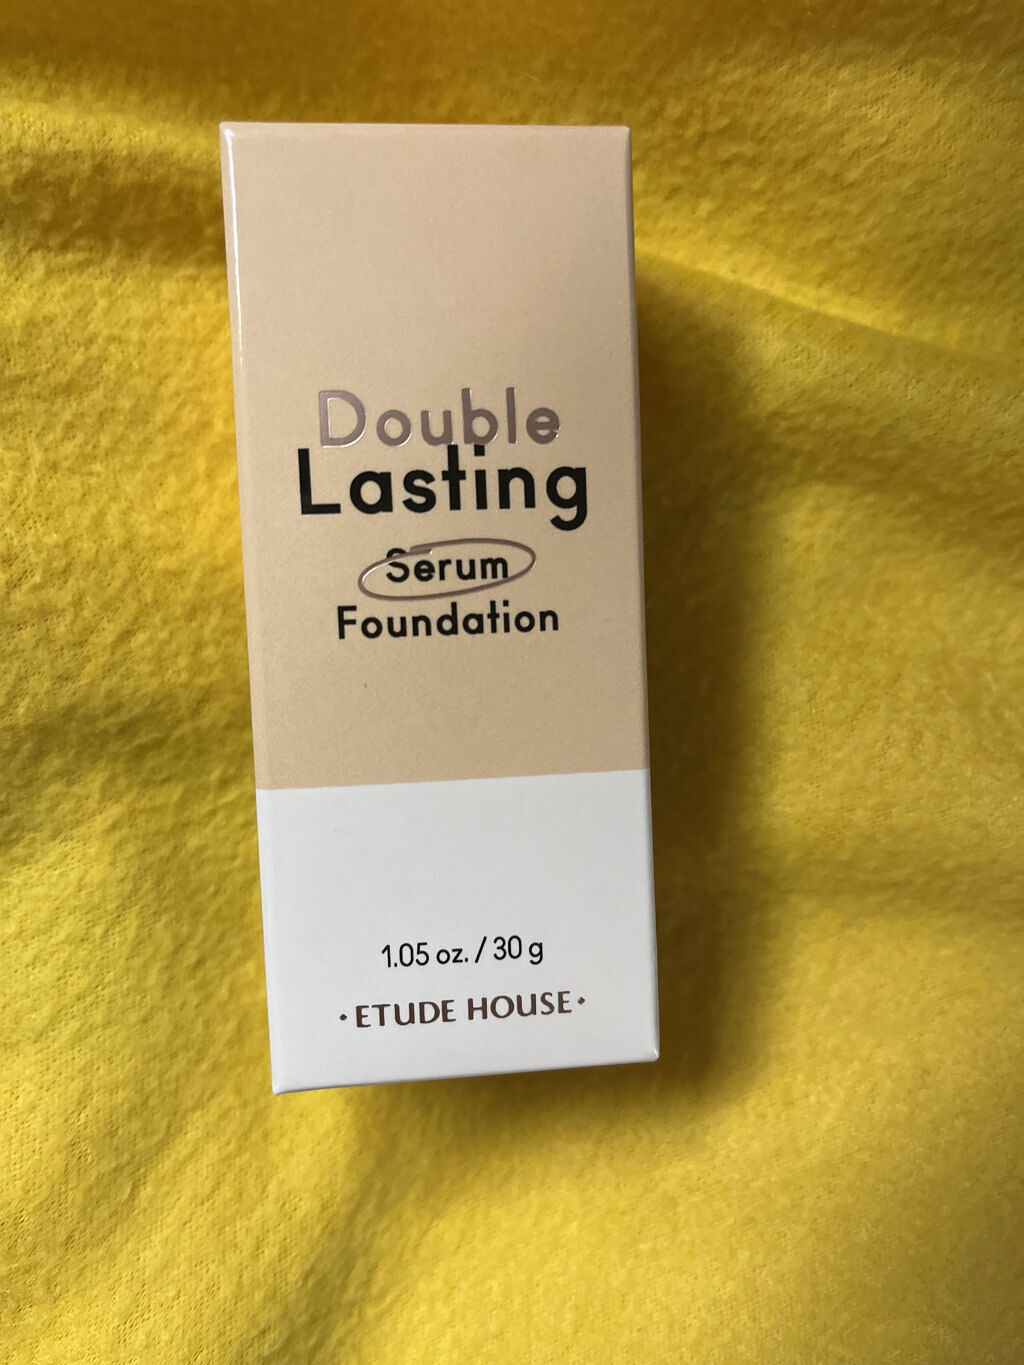 Double
Lasting
Serum
Foundation
1.05 oz. / 30 g
·ETUDE HOUSE·